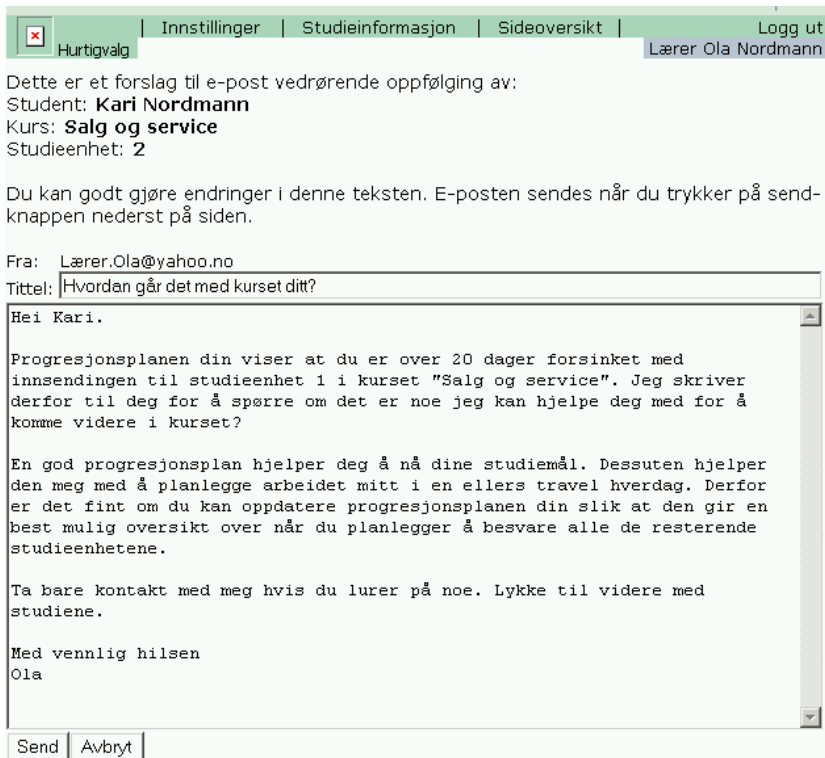 | Innstillinger | Studieinformasjon | Sideoversikt | Logg ut
Hurtigvalg Lærer Ola Nordmann
Dette er et forslag til e-post vedrørende oppfølging av:
Student: Kari Nordmann
Kurs: Salg og service
Studieenhet: 2
Du kan godt gjøre endringer i denne teksten. E-posten sendes når du trykker på send-
knappen nederst på siden.
Fra: Lærer.Ola@yahoo.no
Tittel: Hvordan går det med kurset ditt?
Hei Kari.
Progresjonsplanen din viser at du er over 20 dager forsinket med
innsendingen til studieenhet 1 i kurset "Salg og service". Jeg skriver
derfor til deg for å spørre om det er noe jeg kan hjelpe deg med for å
komme videre i kurset?
En god progresjonsplan hjelper deg å nå dine studiemål. Dessuten hjelper
den meg med å planlegge arbeidet mitt i en ellers travel hverdag. Derfor
er det fint om du kan oppdatere progresjonsplanen din slik at den gir en
best mulig oversikt over når du planlegger å besvare alle de resterende
studieenhetene.
Ta bare kontakt med meg hvis du lurer på noe. Lykke til videre med
studiene.
Med vennlig hilsen
Ola
Send Avbryt